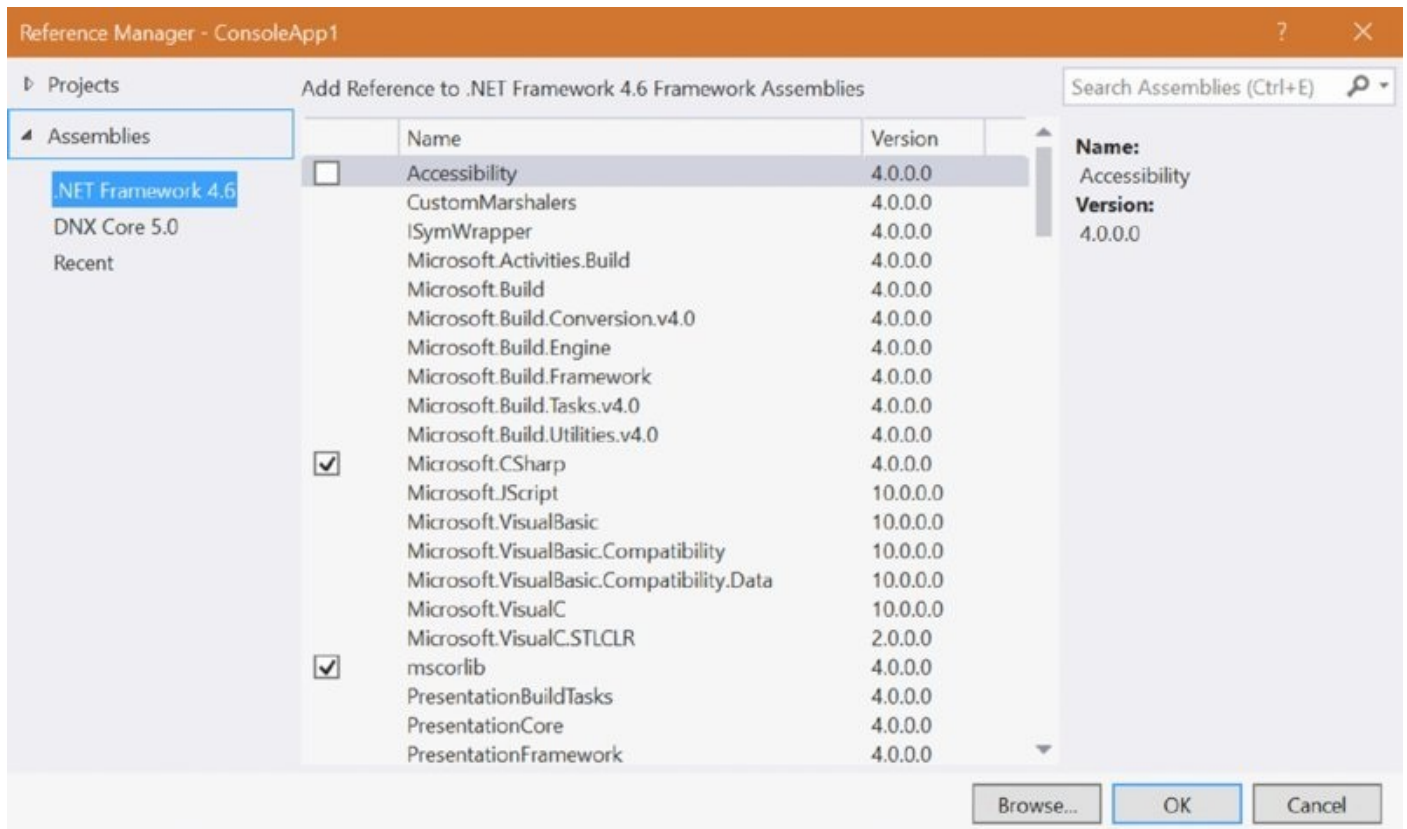 Reference Manager - ConsoleApp1 ?
Projects
Assemblies
.NET Framework 4.6
DNX Core 5.0
Recent
Add Reference to .NET Framework 4.6 Framework Assemblies
Name Version
Accessibility 4.0.0.0
CustomMarshalers 4.0.0.0
ISymWrapper 4.0.0.0
Microsoft.Activities.Build 4.0.0.0
Microsoft.Build 4.0.0.0
Microsoft.Build.Conversion.v4.0 4.0.0.0
Microsoft.Build.Engine 4.0.0.0
Microsoft.Build.Framework 4.0.0.0
Microsoft.Build.Tasks.v4.0 4.0.0.0
Microsoft.Build.Utilities.v4.0 4.0.0.0
Microsoft.CSharp 4.0.0.0
Microsoft.JScript 10.0.0.0
Microsoft.VisualBasic 10.0.0.0
Microsoft.VisualBasic.Compatibility 10.0.0.0
Microsoft.VisualBasic.Compatibility.Data 10.0.0.0
Microsoft.VisualC 10.0.0.0
Microsoft.VisualC.STLCLR 2.0.0.0
mscorlib 4.0.0.0
PresentationBuildTasks 4.0.0.0
PresentationCore 4.0.0.0
PresentationFramework 4.0.0.0
Search Assemblies (Ctrl+E)
Name:
Accessibility
Version:
4.0.0.0
Browse... OK Cancel